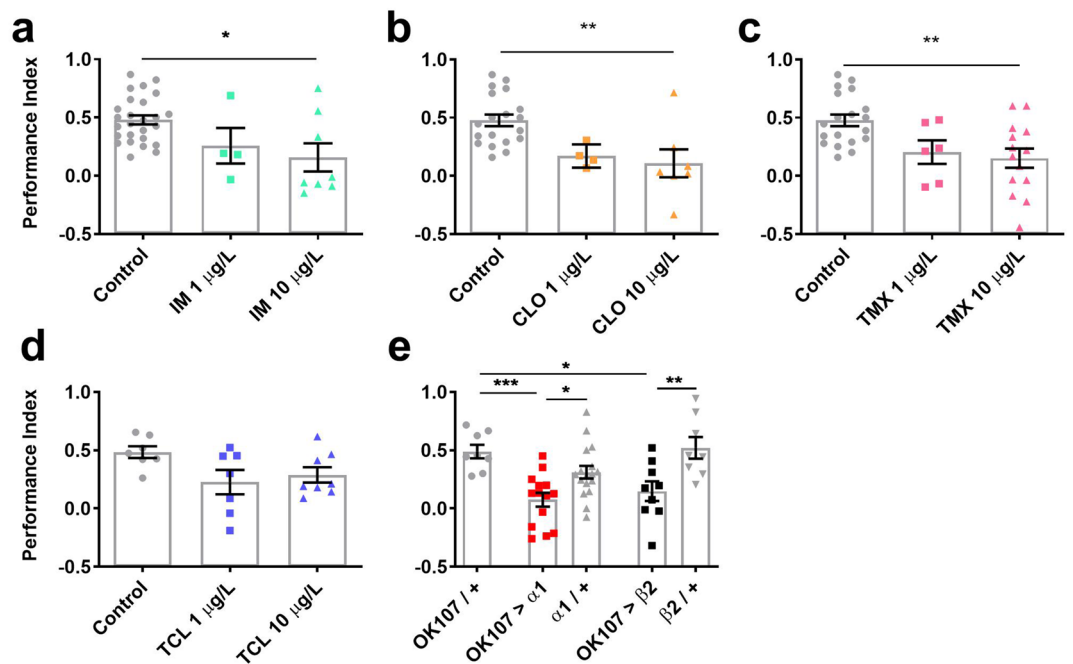 a
*
Performance Index
1.0
0.5
0.0
-0.5
Control
IM 1 μg/L
IM 10 μg/L
b
**
1.0
0.5
0.0
-0.5
Control
CLO 1 μg/L
CLO 10 μg/L
c
**
1.0
0.5
0.0
-0.5
Control
TMX 1 μg/L
TMX 10 μg/L
d
Performance Index
1.0
0.5
0.0
-0.5
Control
TCL 1 μg/L
TCL 10 μg/L
e
*
***
*
**
1.0
0.5
0.0
-0.5
OK107 / +
OK107 > α1
α1 / +
OK107 > β2
β2 / +